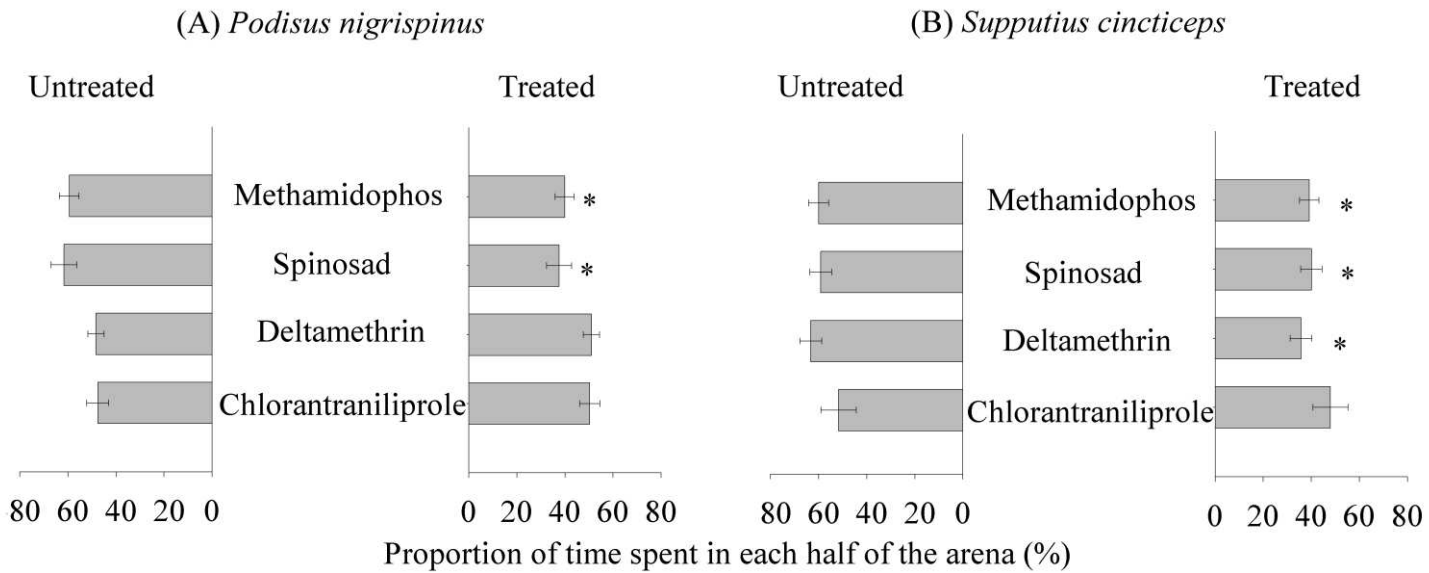 (A) Podisus nigrispinus
(B) Supputius cincticeps
Untreated
Treated
Untreated
Treated
Methamidophos
*
Methamidophos
*
Spinosad
*
Spinosad
*
Deltamethrin
Deltamethrin
*
Chlorantraniliprole
Chlorantraniliprole
80 60 40 20 0
0 20 40 60 80
80 60 40 20 0
0 20 40 60 80
Proportion of time spent in each half of the arena (%)